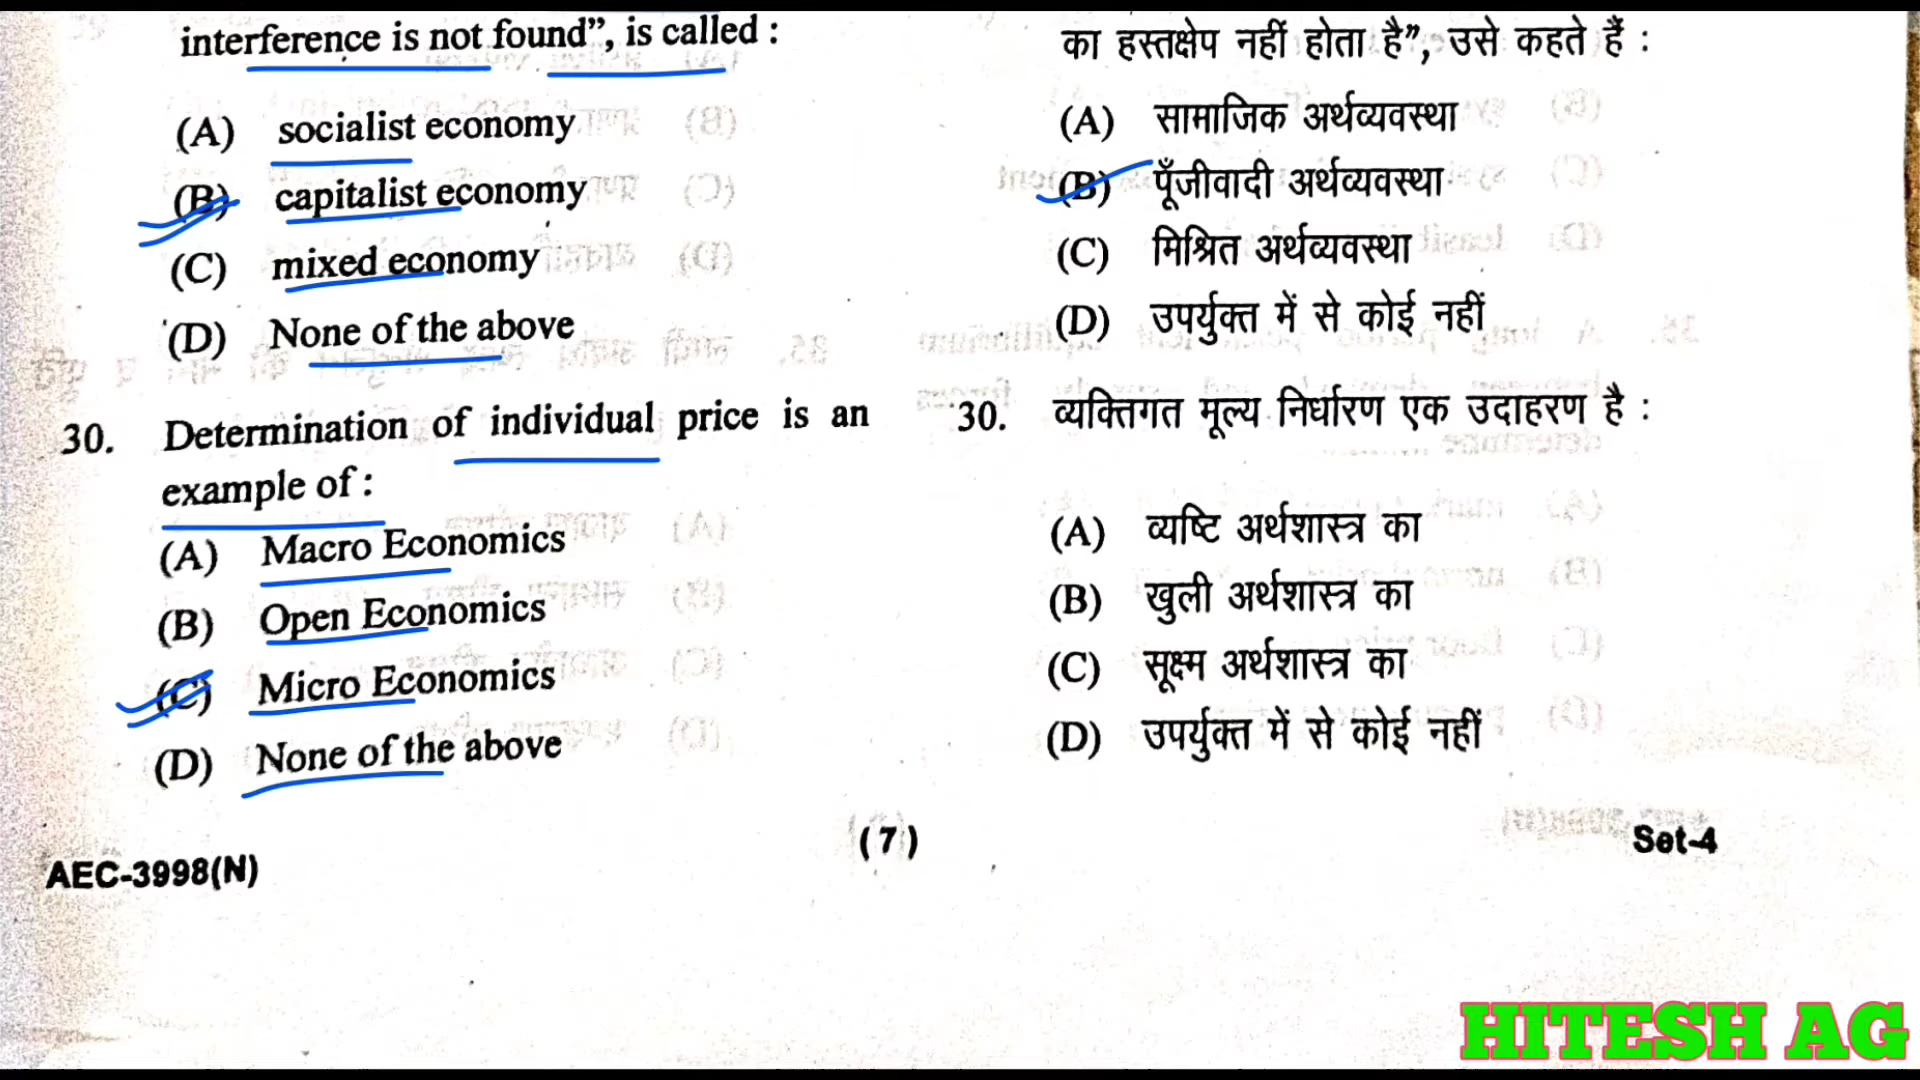 interference is not found”, is called :
(A) socialist economy
(B) capitalist economy
(C) mixed economy
(D) None of the above
30. Determination of individual price is an
example of :
(A) Macro Economics
(B) Open Economics
(C) Micro Economics
(D) None of the above
का हस्तक्षेप नहीं होता है”, उसे कहते हैं :
(A) सामाजिक अर्थव्यवस्था
(B) पूँजीवादी अर्थव्यवस्था
(C) मिश्रित अर्थव्यवस्था
(D) उपर्युक्त में से कोई नहीं
30. व्यक्तिगत मूल्य निर्धारण एक उदाहरण है :
(A) व्यष्टि अर्थशास्त्र का
(B) खुली अर्थशास्त्र का
(C) सूक्ष्म अर्थशास्त्र का
(D) उपर्युक्त में से कोई नहीं
AEC-3998(N)
(7)
Set-4
HITESH AG